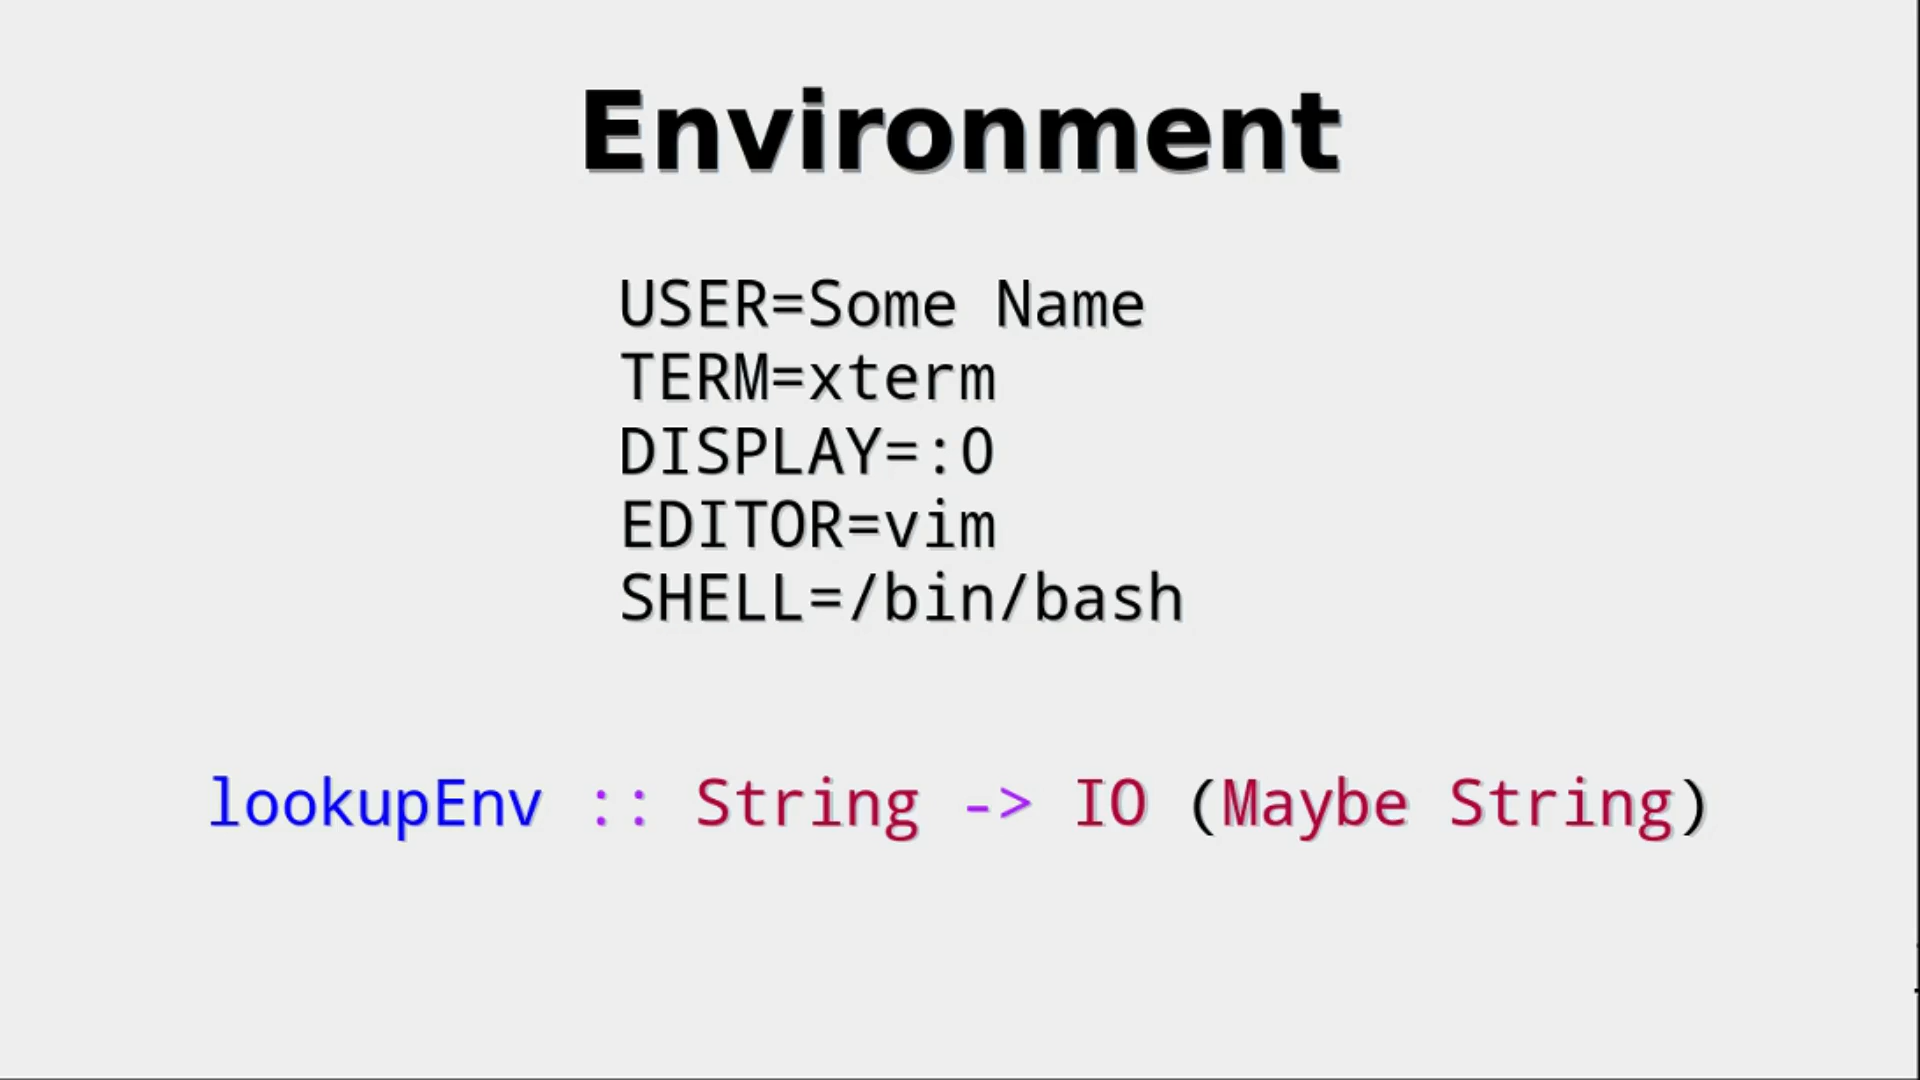 Environment
USER=Some Name
TERM=xterm
DISPLAY=:0
EDITOR=vim
SHELL=/bin/bash
lookupEnv :: String -> IO (Maybe String)